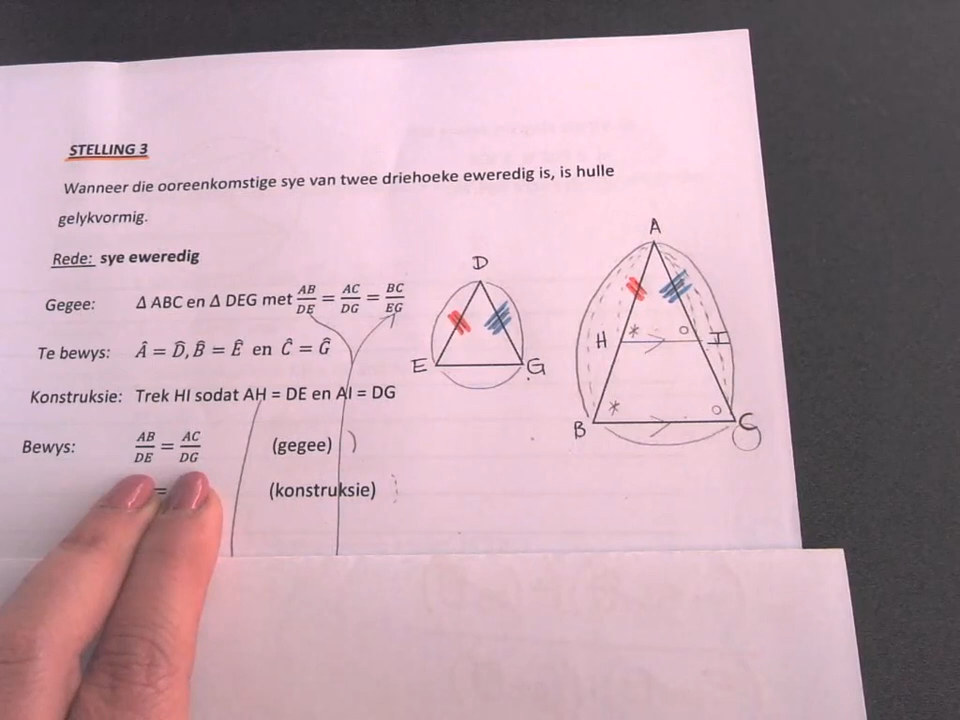 STELLING 3
Wanneer die ooreenkomstige sye van twee driehoeke eweredig is, is hulle
gelykvormig.
Rede: sye eweredig
Gegee: Δ ABC en Δ DEG met AB/DE = AC/DG = BC/EG
Te bewys: Â = D̂, B̂ = Ê en Ĉ = Ĝ
Konstruksie: Trek HI sodat AH = DE en AI = DG
Bewys: AB/DE = AC/DG (gegee)
= (konstruksie)
D
E G
A
H * o I
* o
B C